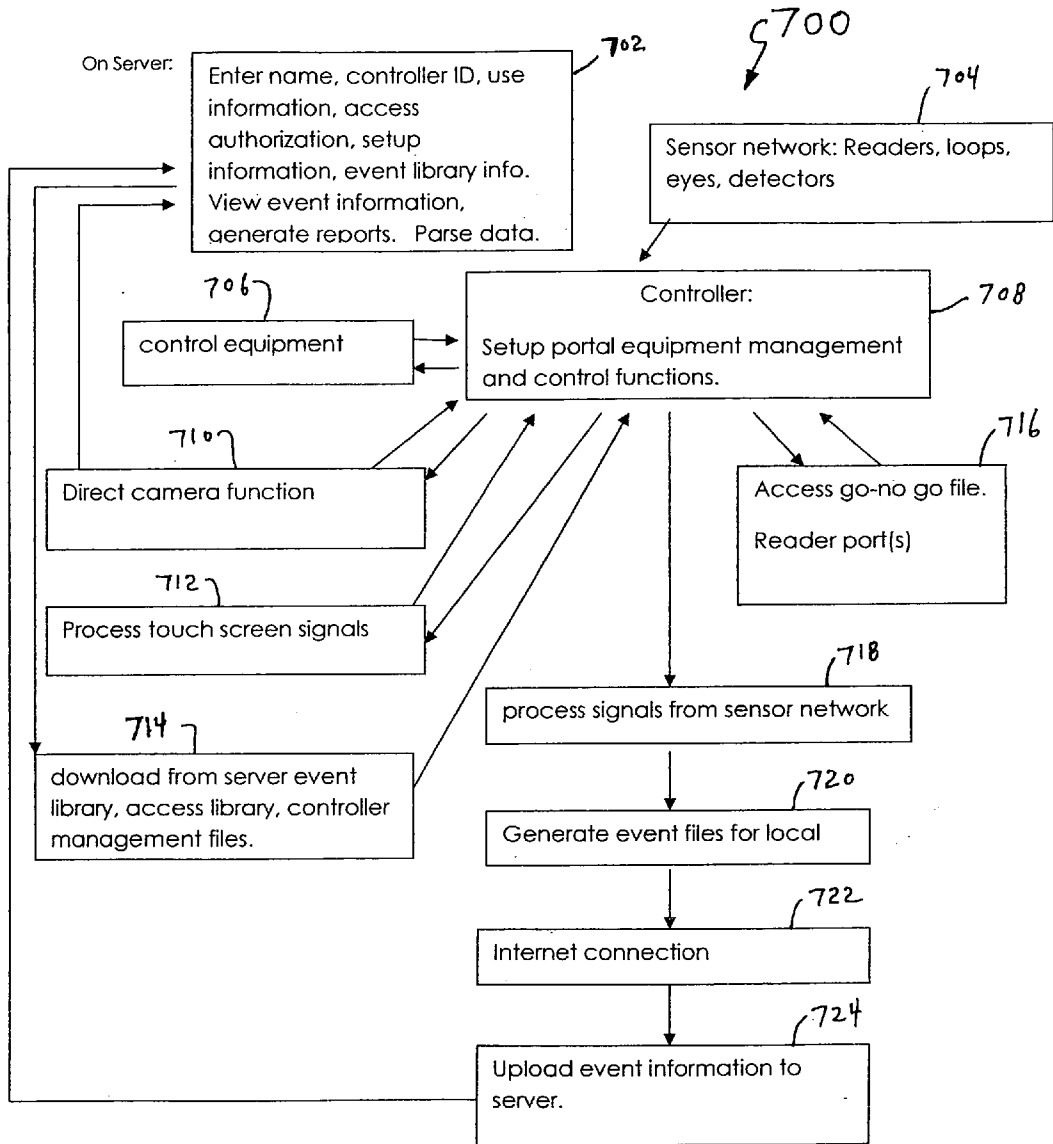 700
702
On Server:
Enter name, controller ID, use
information, access
authorization, setup
information, event library info.
View event information,
generate reports. Parse data.
704
Sensor network: Readers, loops,
eyes, detectors
706
control equipment
708
Controller:
Setup portal equipment management
and control functions.
710
Direct camera function
716
Access go-no go file.
Reader port(s)
712
Process touch screen signals
718
process signals from sensor network
714
download from server event
library, access library, controller
management files.
720
Generate event files for local
722
Internet connection
724
Upload event information to
server.